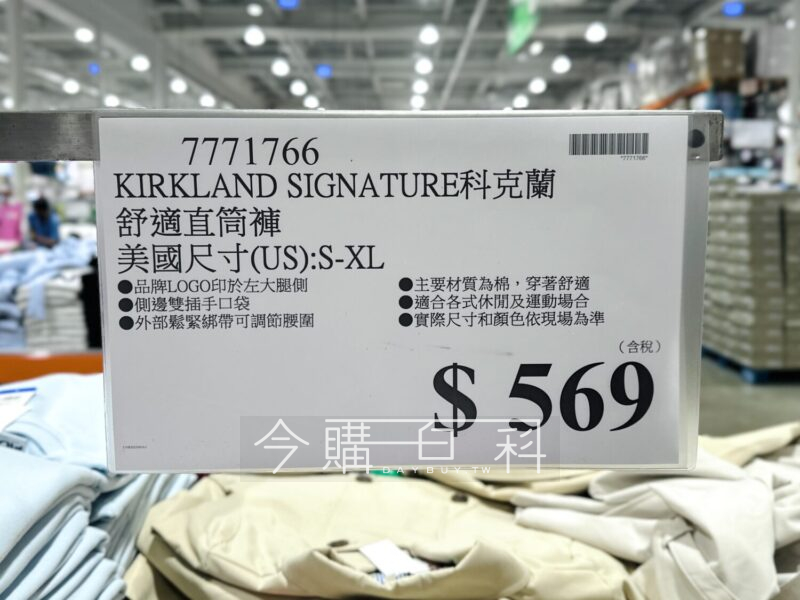 7771766
*7771766*
KIRKLAND SIGNATURE科克蘭
舒適直筒褲
美國尺寸(US):S-XL
●品牌LOGO印於左大腿側
●側邊雙插手口袋
●外部鬆緊綁帶可調節腰圍
●主要材質為棉，穿著舒適
●適合各式休閒及運動場合
●實際尺寸和顏色依現場為準
(含稅)
$ 569
今購百科
DAYBUY.TW